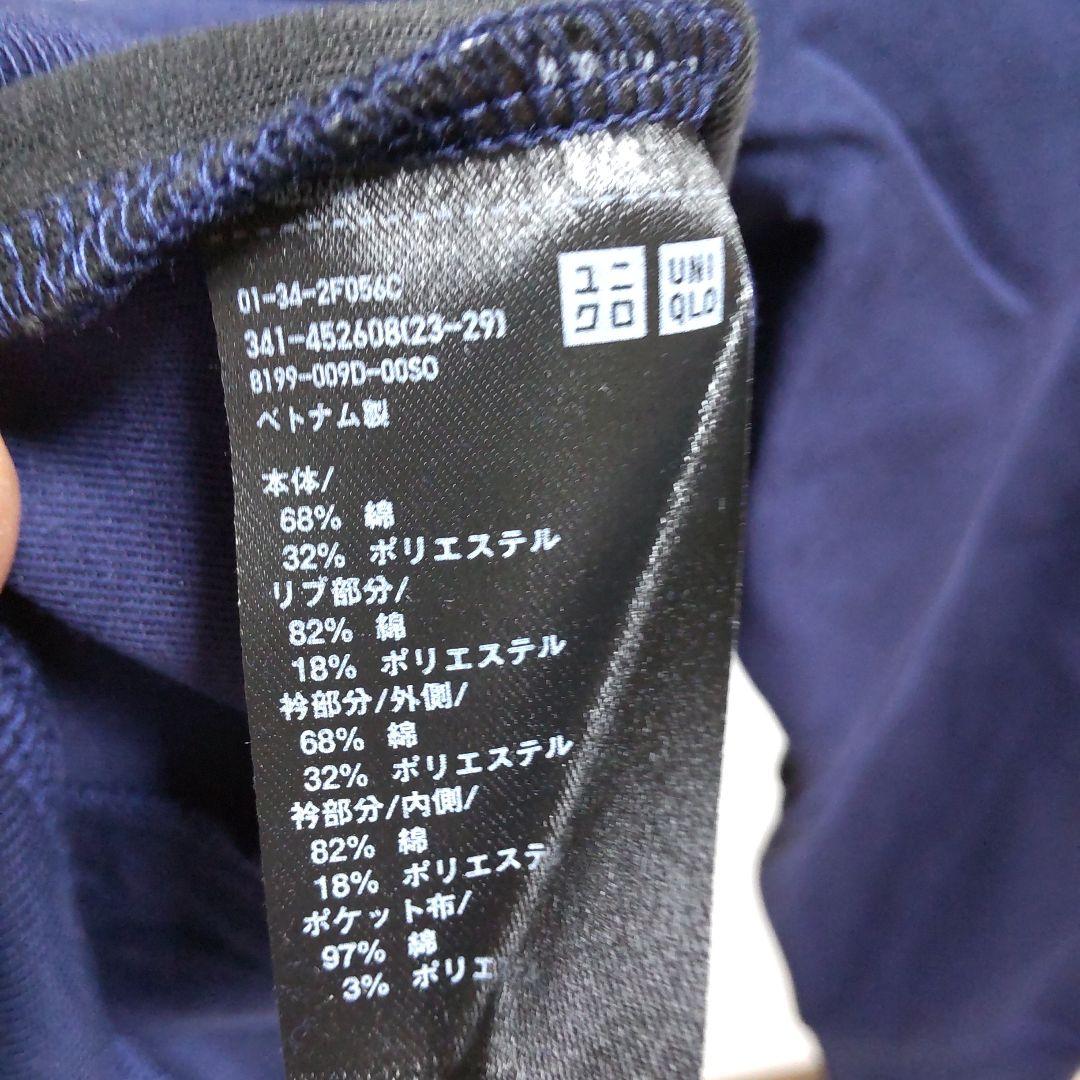 01-34-2F056C
341-452608(23-29)
8199-009D-00SO
ベトナム製
ユニ
クロ
UNI
QLO
本体/
68% 綿
32% ポリエステル
リブ部分/
82% 綿
18% ポリエステル
衿部分/外側/
68% 綿
32% ポリエステル
衿部分/内側/
82% 綿
18% ポリエステ
ポケット布/
97% 綿
3% ポリエ